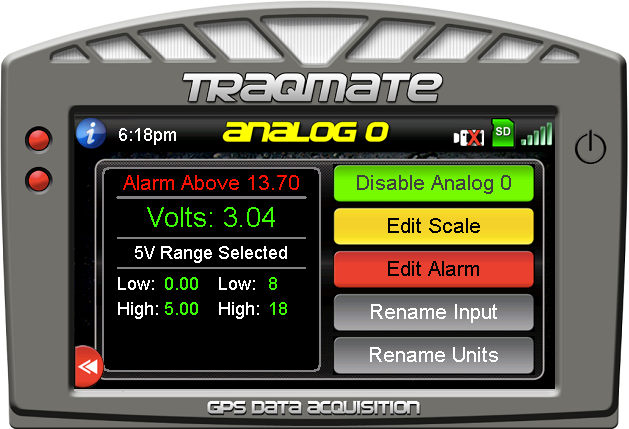 TRAQMATE
6:18pm
ANALOG 0
SD
Alarm Above 13.70
Volts: 3.04
5V Range Selected
Low: 0.00 Low: 8
High: 5.00 High: 18
Disable Analog 0
Edit Scale
Edit Alarm
Rename Input
Rename Units
GPS DATA ACQUISITION